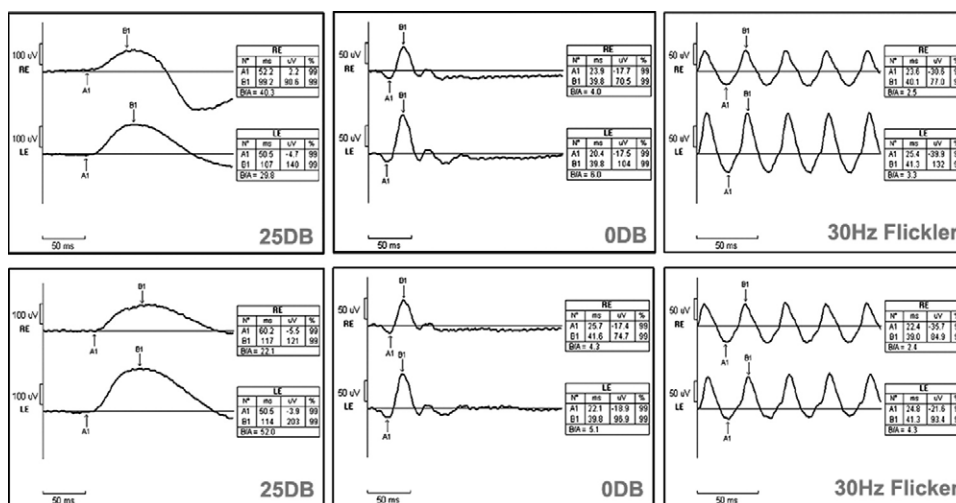 B1
100 uV
RE
A1
RE
N° ms uV %
A1 52.2 2.2 99
B1 99.2 90.6 99
B/A = 40.3
B1
100 uV
LE
A1
LE
N° ms uV %
A1 50.5 -4.7 99
B1 107 140 99
B/A = 29.8
50 ms
25DB
B1
50 uV
RE
A1
RE
N° ms uV %
A1 23.9 -17.7 99
B1 39.8 70.5 99
B/A = 4.0
B1
50 uV
LE
A1
LE
N° ms uV %
A1 20.4 -17.5 99
B1 39.8 104 99
B/A = 6.0
50 ms
0DB
B1
50 uV
RE
A1
RE
N° ms uV
A1 23.6 -30.6
B1 40.1 77.0
B/A = 2.5
B1
50 uV
LE
A1
LE
N° ms uV
A1 25.4 -39.9
B1 41.3 132
B/A = 3.3
50 ms
30Hz Flickler
B1
100 uV
RE
A1
RE
N° ms uV %
A1 60.2 -5.5 99
B1 117 121 99
B/A = 22.1
B1
100 uV
LE
A1
LE
N° ms uV %
A1 50.5 -3.9 99
B1 114 203 99
B/A = 52.0
50 ms
25DB
B1
50 uV
RE
A1
RE
N° ms uV %
A1 25.7 -17.4 99
B1 41.6 74.7 99
B/A = 4.3
B1
50 uV
LE
A1
LE
N° ms uV %
A1 22.1 -18.9 99
B1 39.8 96.9 99
B/A = 5.1
50 ms
0DB
B1
50 uV
RE
A1
RE
N° ms uV
A1 22.4 -35.7
B1 39.0 84.9
B/A = 2.4
B1
50 uV
LE
A1
LE
N° ms uV
A1 24.8 -21.6
B1 41.3 93.4
B/A = 4.3
50 ms
30Hz Flicker